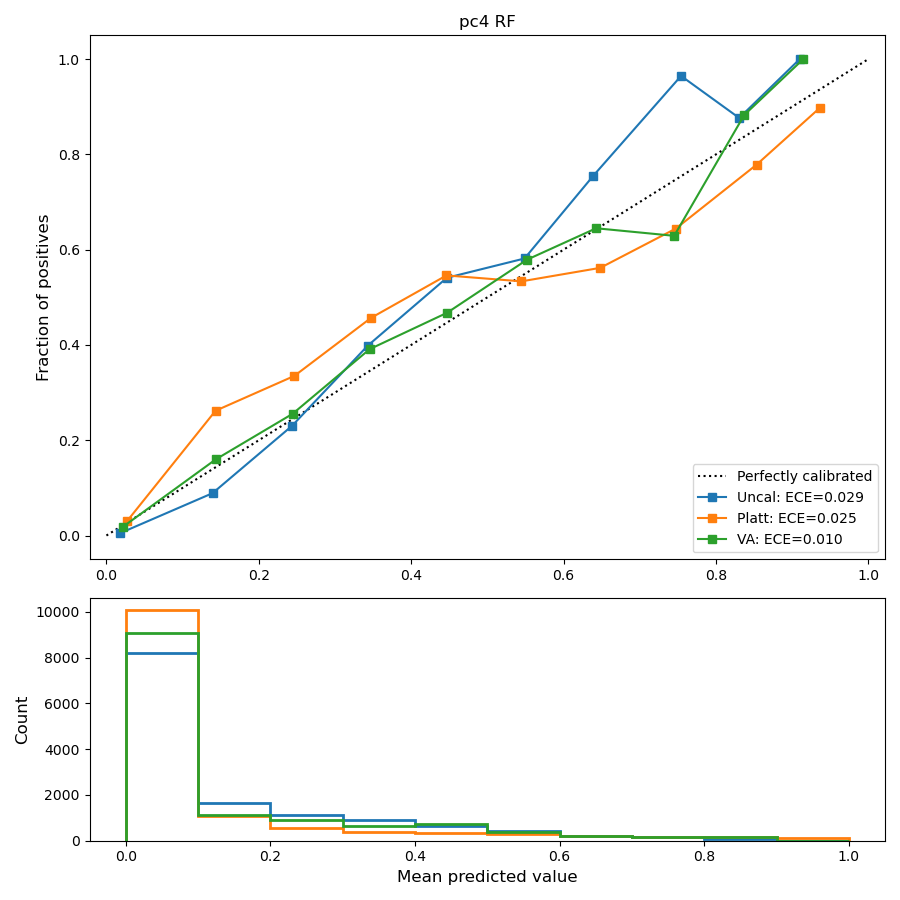 pc4 RF
Fraction of positives
1.0
0.8
0.6
0.4
0.2
0.0
Perfectly calibrated
Uncal: ECE=0.029
Platt: ECE=0.025
VA: ECE=0.010
0.0 0.2 0.4 0.6 0.8 1.0
Count
10000
8000
6000
4000
2000
0
0.0 0.2 0.4 0.6 0.8 1.0
Mean predicted value